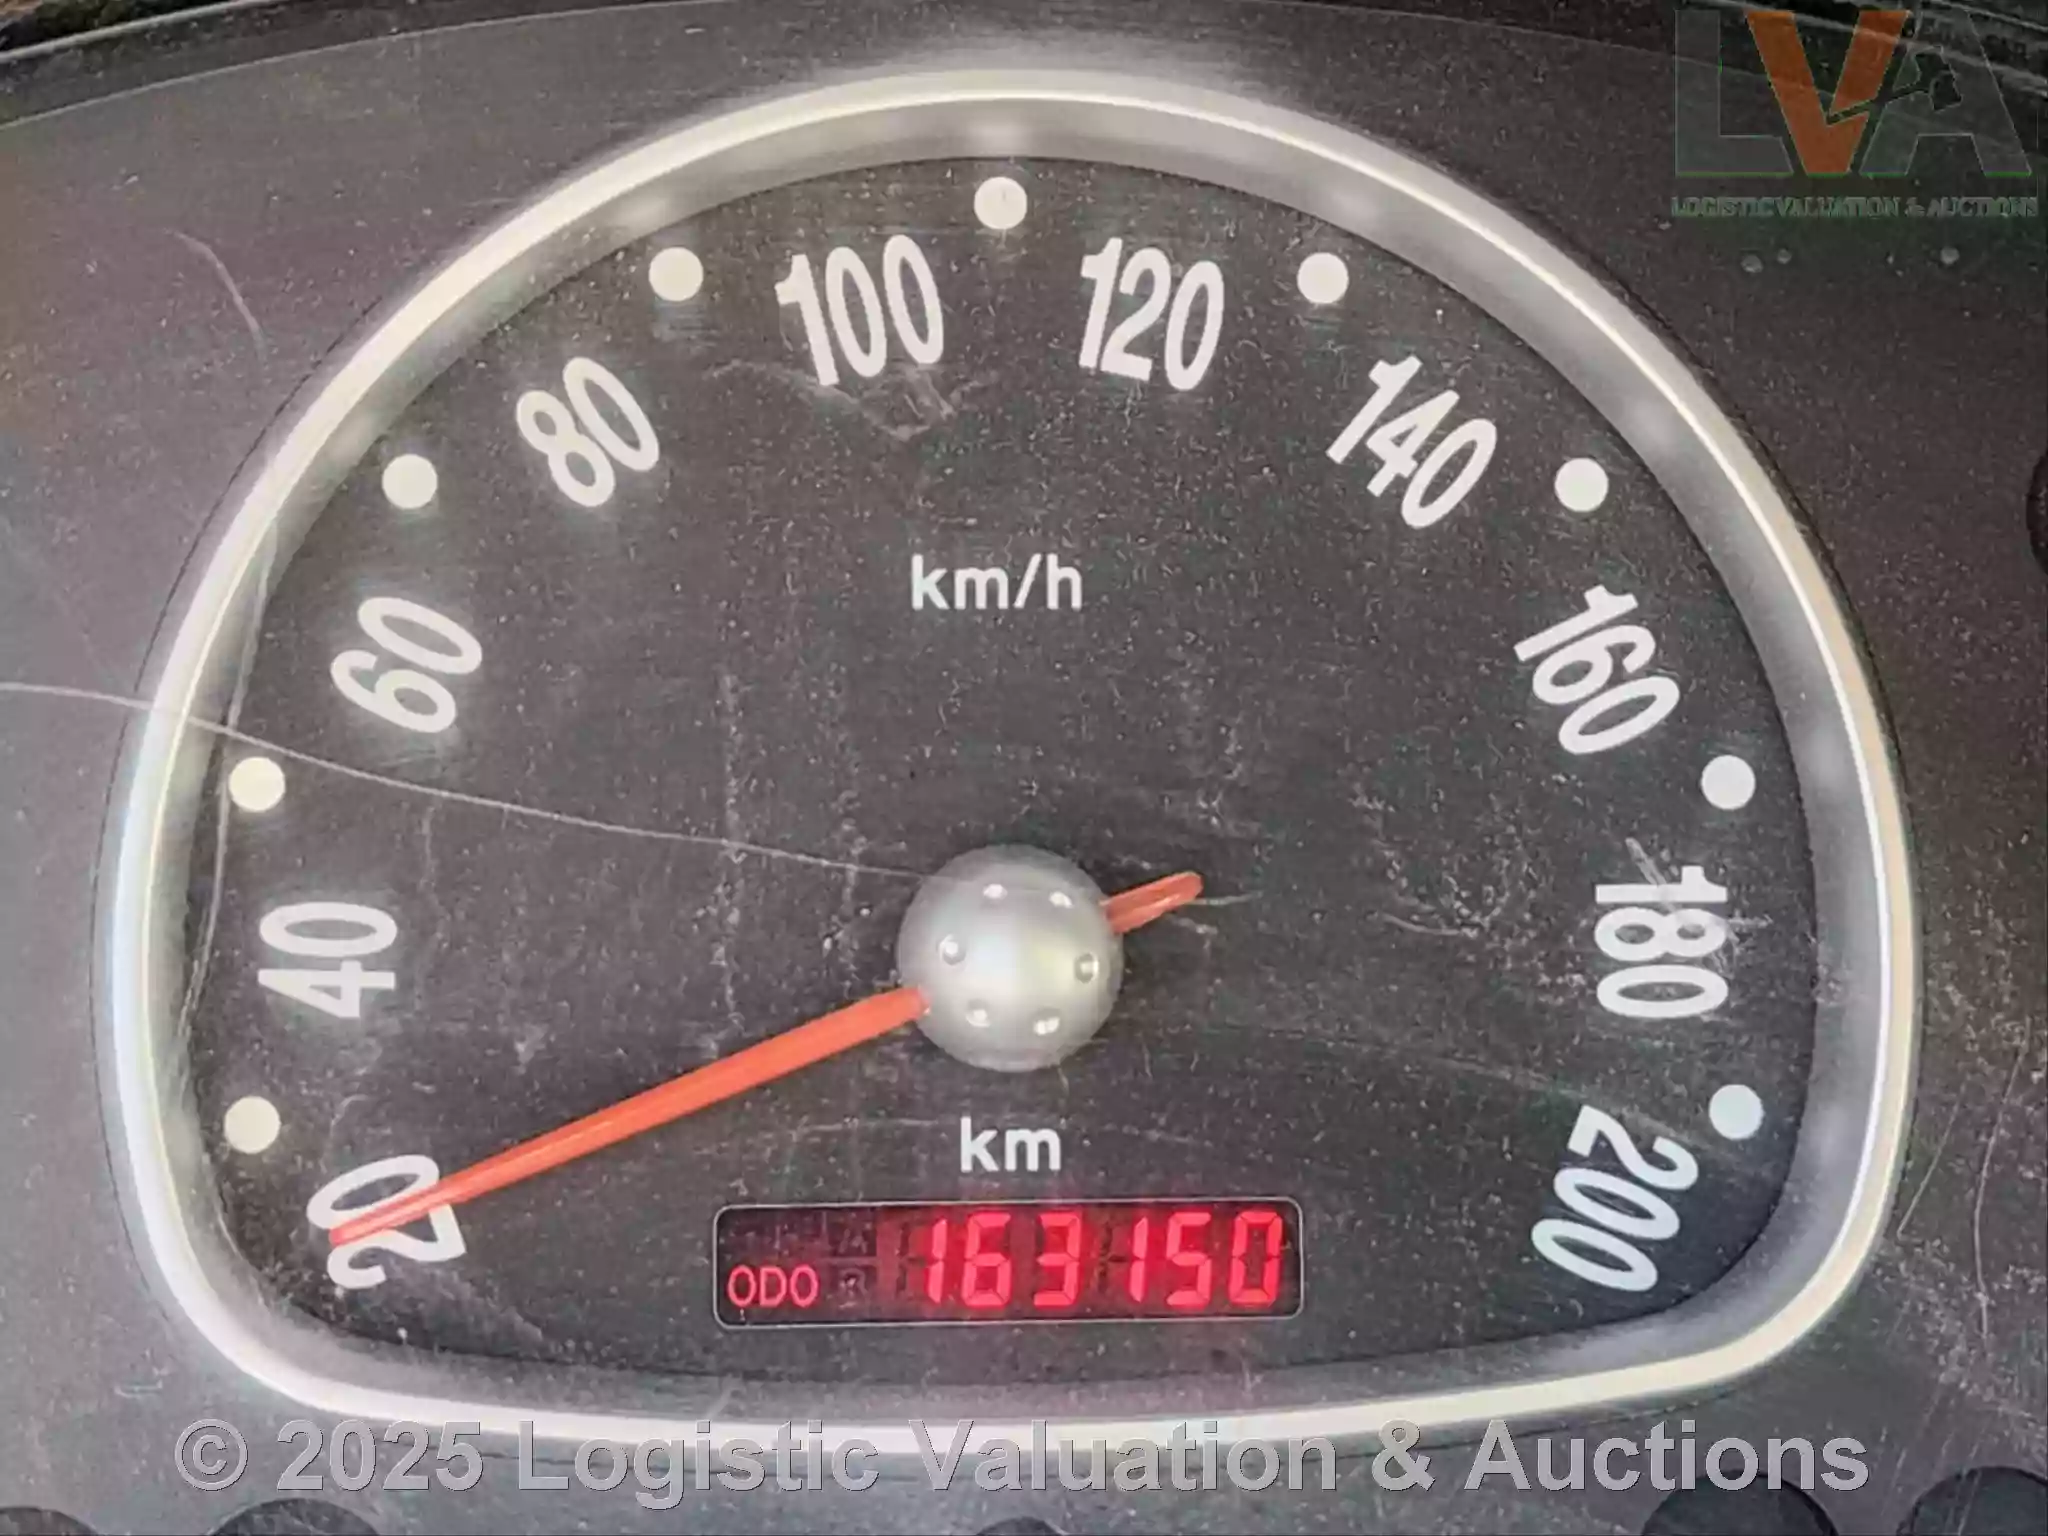 LVA
LOGISTIC VALUATION & AUCTIONS
20
40
60
80
100
120
140
160
180
200
km/h
km
ODO 163150
© 2025 Logistic Valuation & Auctions